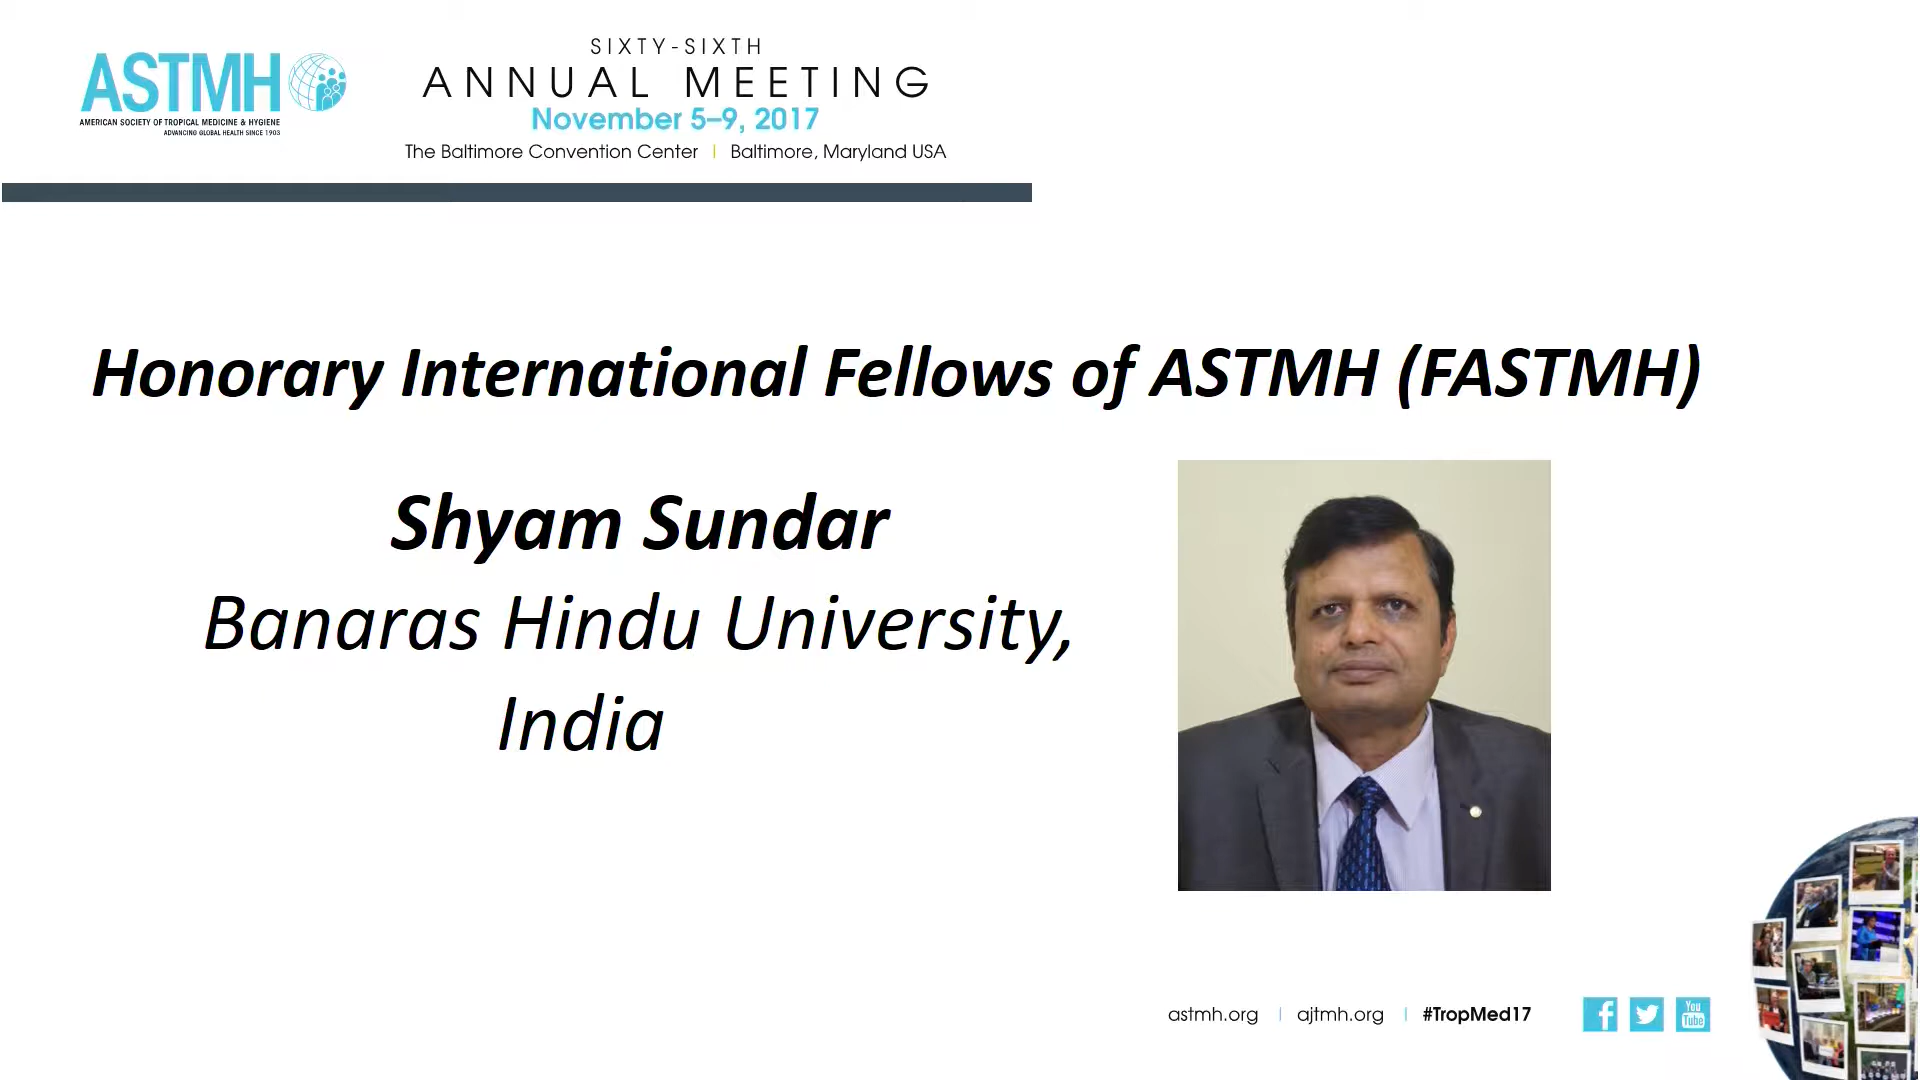 ASTMH
AMERICAN SOCIETY OF TROPICAL MEDICINE & HYGIENE
ADVANCING GLOBAL HEALTH SINCE 1903
SIXTY-SIXTH
ANNUAL MEETING
November 5–9, 2017
The Baltimore Convention Center | Baltimore, Maryland USA
Honorary International Fellows of ASTMH (FASTMH)
Shyam Sundar
Banaras Hindu University,
India
astmh.org | ajtmh.org | #TropMed17
You
Tube